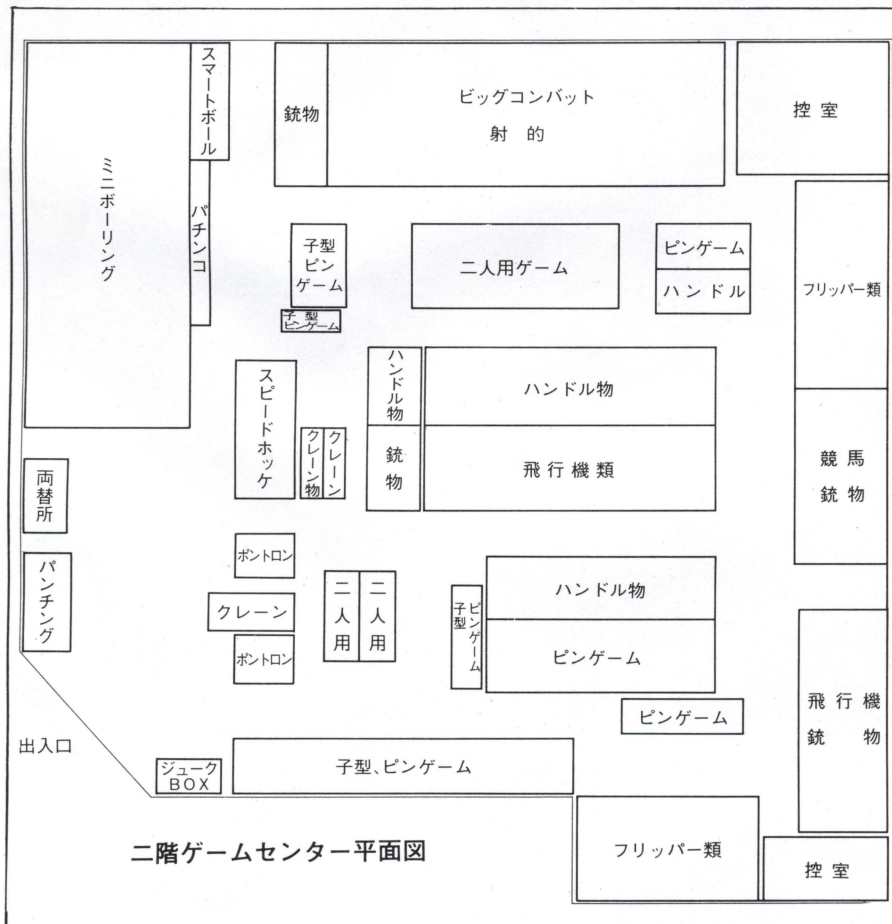 ミニボーリング
スマートボール
パチンコ
銃物
ビッグコンバット
射的
控室
子型
ピン
ゲーム
子型
ピンゲーム
二人用ゲーム
ピンゲーム
ハンドル
フリッパー類
スピードホッケ
クレーン物
クレーン
ハンドル物
銃物
ハンドル物
飛行機類
競馬
銃物
両替所
パンチング
ポントロン
クレーン
ポントロン
二人用
二人用
子型
ピンゲーム
ハンドル物
ピンゲーム
ピンゲーム
飛行機
銃物
出入口
ジューク
BOX
子型、ピンゲーム
フリッパー類
控室
二階ゲームセンター平面図